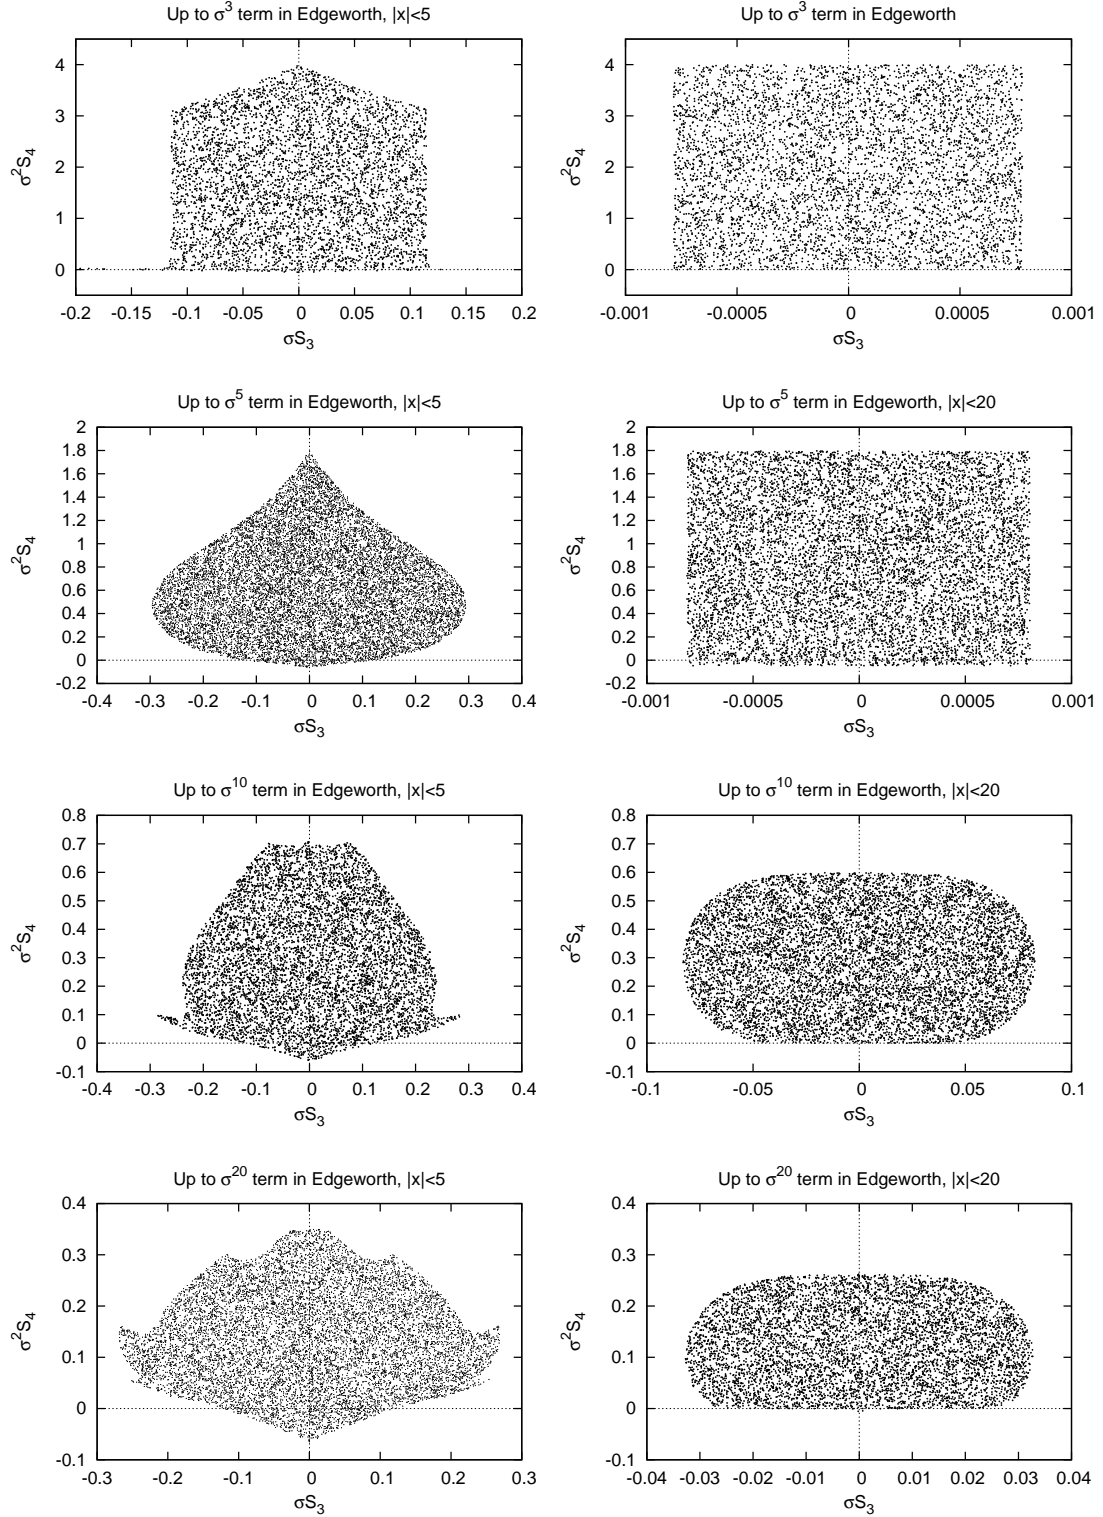 Up to σ³ term in Edgeworth, |x|<5
4
3
2
1
0
σ²S₄
-0.2 -0.15 -0.1 -0.05 0 0.05 0.1 0.15 0.2
σS₃
Up to σ³ term in Edgeworth
4
3
2
1
0
σ²S₄
-0.001 -0.0005 0 0.0005 0.001
σS₃
Up to σ⁵ term in Edgeworth, |x|<5
2
1.8
1.6
1.4
1.2
1
0.8
0.6
0.4
0.2
0
-0.2
σ²S₄
-0.4 -0.3 -0.2 -0.1 0 0.1 0.2 0.3 0.4
σS₃
Up to σ⁵ term in Edgeworth, |x|<20
2
1.8
1.6
1.4
1.2
1
0.8
0.6
0.4
0.2
0
-0.2
σ²S₄
-0.001 -0.0005 0 0.0005 0.001
σS₃
Up to σ¹⁰ term in Edgeworth, |x|<5
0.8
0.7
0.6
0.5
0.4
0.3
0.2
0.1
0
-0.1
σ²S₄
-0.4 -0.3 -0.2 -0.1 0 0.1 0.2 0.3 0.4
σS₃
Up to σ¹⁰ term in Edgeworth, |x|<20
0.8
0.7
0.6
0.5
0.4
0.3
0.2
0.1
0
-0.1
σ²S₄
-0.1 -0.05 0 0.05 0.1
σS₃
Up to σ²⁰ term in Edgeworth, |x|<5
0.4
0.3
0.2
0.1
0
-0.1
σ²S₄
-0.3 -0.2 -0.1 0 0.1 0.2 0.3
σS₃
Up to σ²⁰ term in Edgeworth, |x|<20
0.4
0.3
0.2
0.1
0
-0.1
σ²S₄
-0.04 -0.03 -0.02 -0.01 0 0.01 0.02 0.03 0.04
σS₃